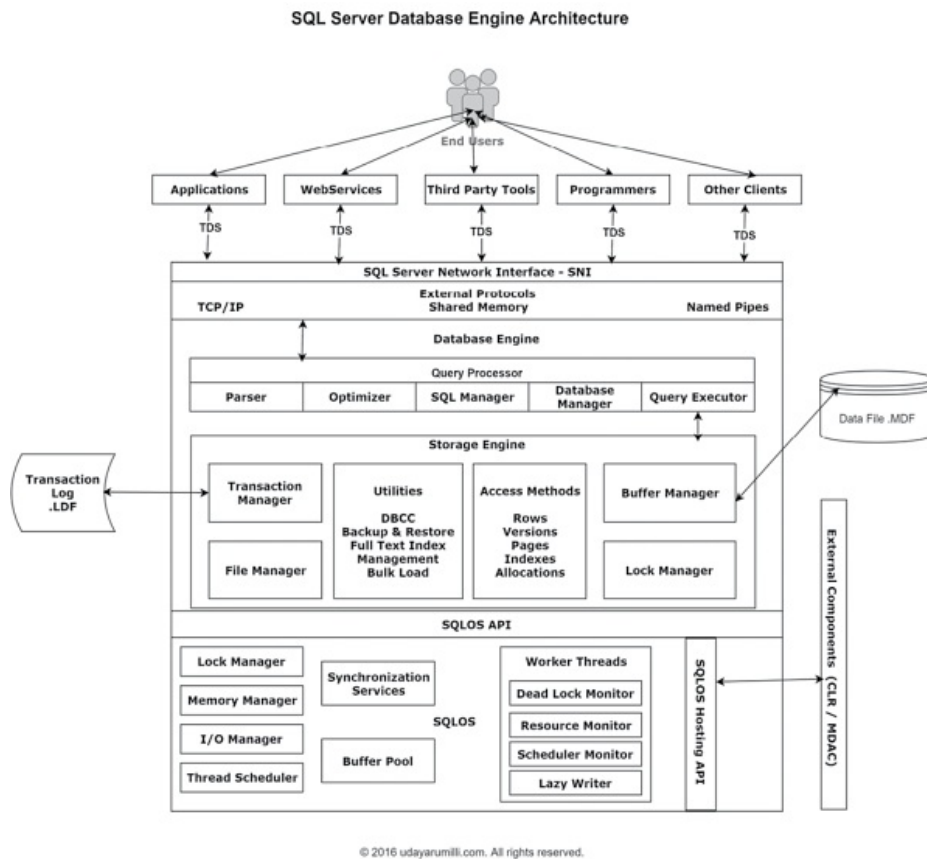 SQL Server Database Engine Architecture
End Users
Applications
WebServices
Third Party Tools
Programmers
Other Clients
TDS
TDS
TDS
TDS
TDS
SQL Server Network Interface - SNI
External Protocols
TCP/IP
Shared Memory
Named Pipes
Database Engine
Query Processor
Parser
Optimizer
SQL Manager
Database
Manager
Query Executor
Data File .MDF
Storage Engine
Transaction
Log
.LDF
Transaction
Manager
File Manager
Utilities
DBCC
Backup & Restore
Full Text Index
Management
Bulk Load
Access Methods
Rows
Versions
Pages
Indexes
Allocations
Buffer Manager
Lock Manager
External Components (CLR / MDAC)
SQLOS API
Lock Manager
Memory Manager
I/O Manager
Thread Scheduler
Synchronization
Services
Buffer Pool
SQLOS
Worker Threads
Dead Lock Monitor
Resource Monitor
Scheduler Monitor
Lazy Writer
SQLOS Hosting API
© 2016 udayarumilli.com. All rights reserved.